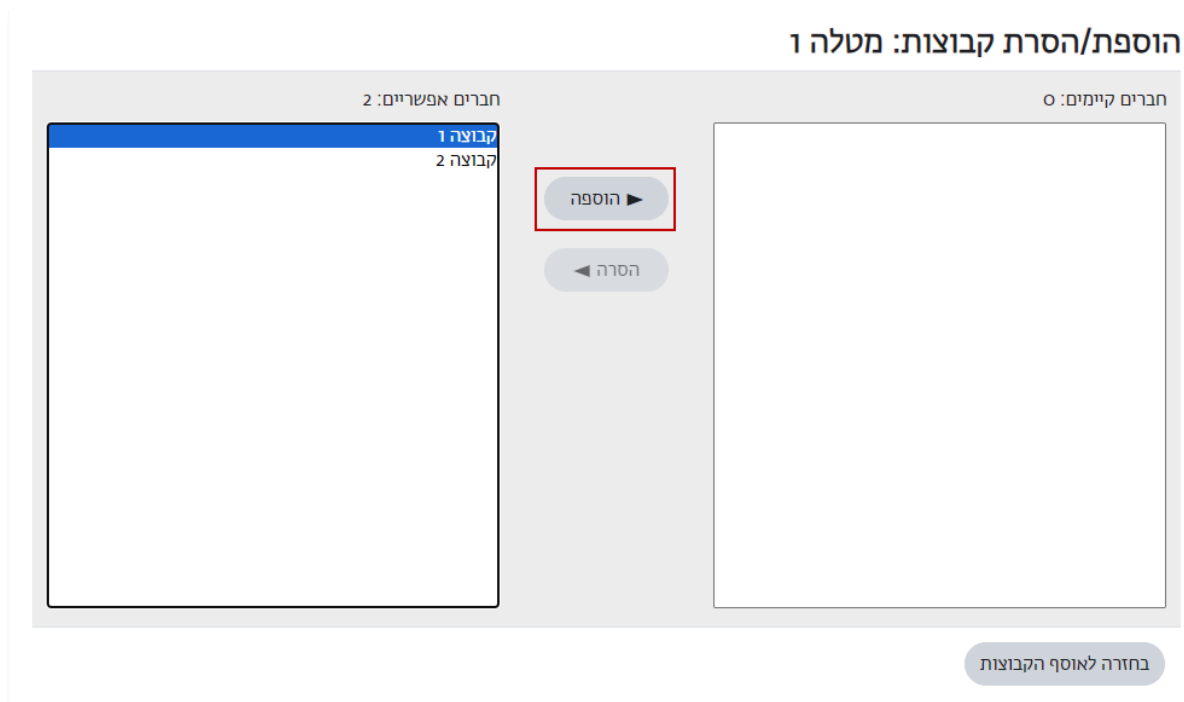 הוספת/הסרת קבוצות: מטלה 1
חברים קיימים: 0
חברים אפשריים: 2
קבוצה 1
קבוצה 2
► הוספה
הסרה ◄
בחזרה לאוסף הקבוצות